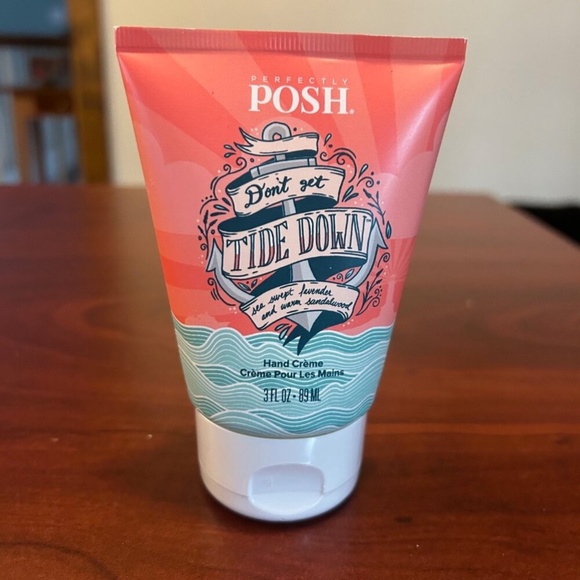 PERFECTLY
POSH®
Don't get
TIDE DOWN™
sea swept lavender
and warm sandalwood
Hand Crème
Crème Pour Les Mains
3 FL OZ • 89 ML